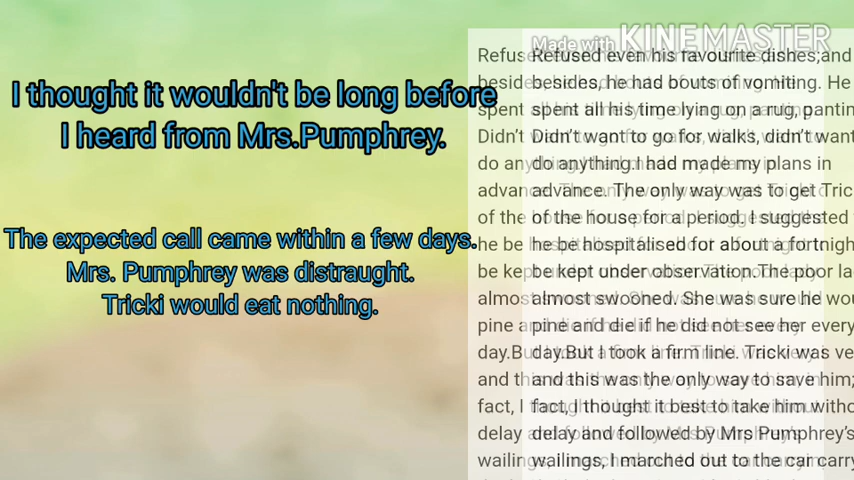 Made with KINEMASTER
I thought it wouldn't be long before
I heard from Mrs.Pumphrey.
The expected call came within a few days.
Mrs. Pumphrey was distraught.
Tricki would eat nothing.
Refused even his favourite dishes;and
besides, he had bouts of vomiting. He
spent all his time lying on a rug, pantin
Didn't want to go for walks, didn't want
do anything.I had made my plans in
advance. The only way was to get Tric
of the house for a period. I suggested
he be hospitalised for about a fortnigh
be kept under observation.The poor la
almost swooned. She was sure he wou
pine and die if he did not see her every
day.But I took a firm line. Tricki was ve
and this was the only way to save him;
fact, I thought it best to take him witho
delay and followed by Mrs Pumphrey's
wailings, I marched out to the car carry